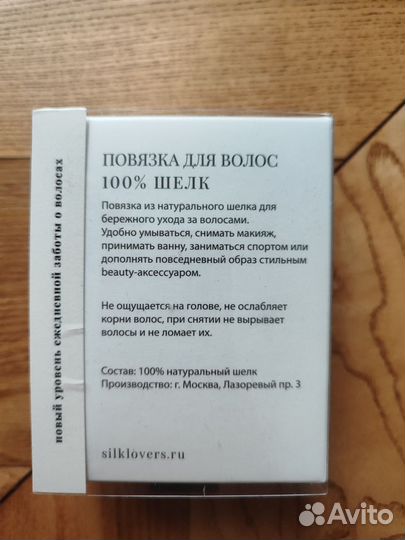 новый уровень ежедневной заботы о волосах
ПОВЯЗКА ДЛЯ ВОЛОС
100% ШЕЛК
Повязка из натурального шелка для
бережного ухода за волосами.
Удобно умываться, снимать макияж,
принимать ванну, заниматься спортом или
дополнять повседневный образ стильным
beauty-аксессуаром.
Не ощущается на голове, не ослабляет
корни волос, при снятии не вырывает
волосы и не ломает их.
Состав: 100% натуральный шелк
Производство: г. Москва, Лазоревый пр. 3
silklovers.ru
Avito